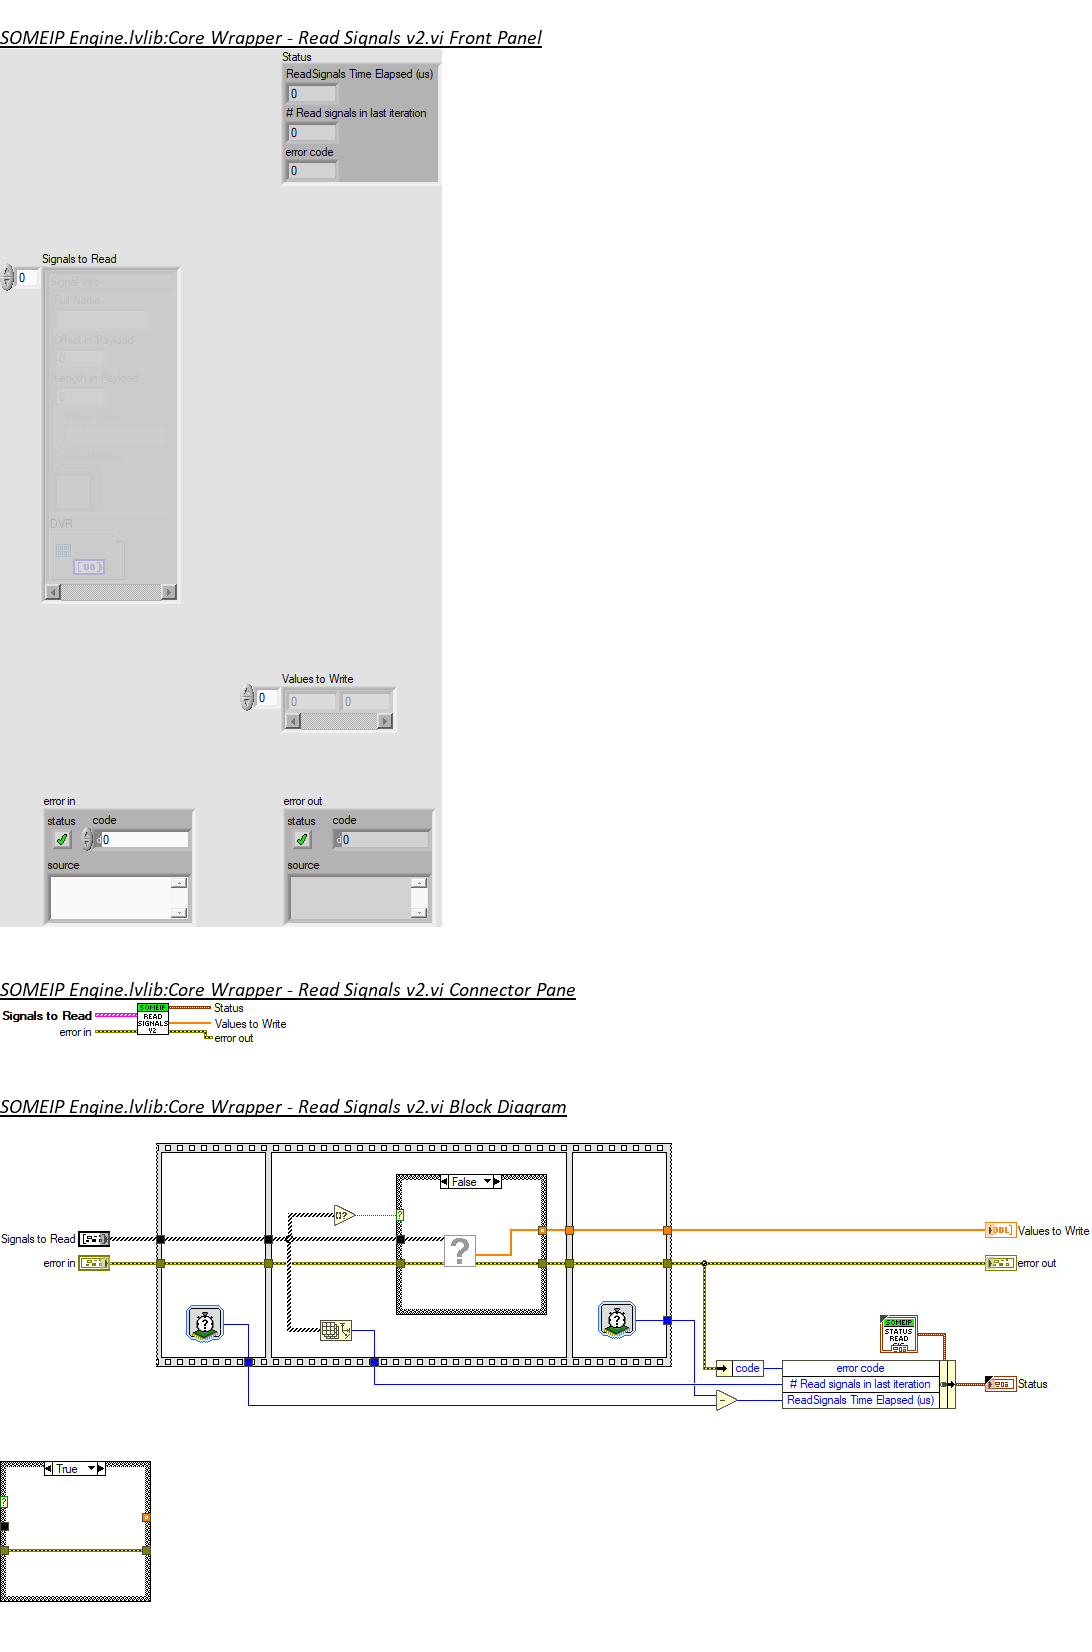 SOMEIP Engine.lvlib:Core Wrapper - Read Signals v2.vi Front Panel
Status
ReadSignals Time Elapsed (us)
0
# Read signals in last iteration
0
error code
0
Signals to Read
0
Signal Info
Full Name
Offset in Payload
0
Length in Payload
0
DVR
[U8]
Values to Write
0
0 0
error in
status code
d 0
source
error out
status code
d 0
source
SOMEIP Engine.lvlib:Core Wrapper - Read Signals v2.vi Connector Pane
Signals to Read
error in
SOMEIP
READ
SIGNALS
V2
Status
Values to Write
error out
SOMEIP Engine.lvlib:Core Wrapper - Read Signals v2.vi Block Diagram
False
Signals to Read
error in
[]?
?
?
?
?
DBL]
Values to Write
error out
SOMEIP
STATUS
READ
code
error code
# Read signals in last iteration
ReadSignals Time Elapsed (us)
Status
True
?